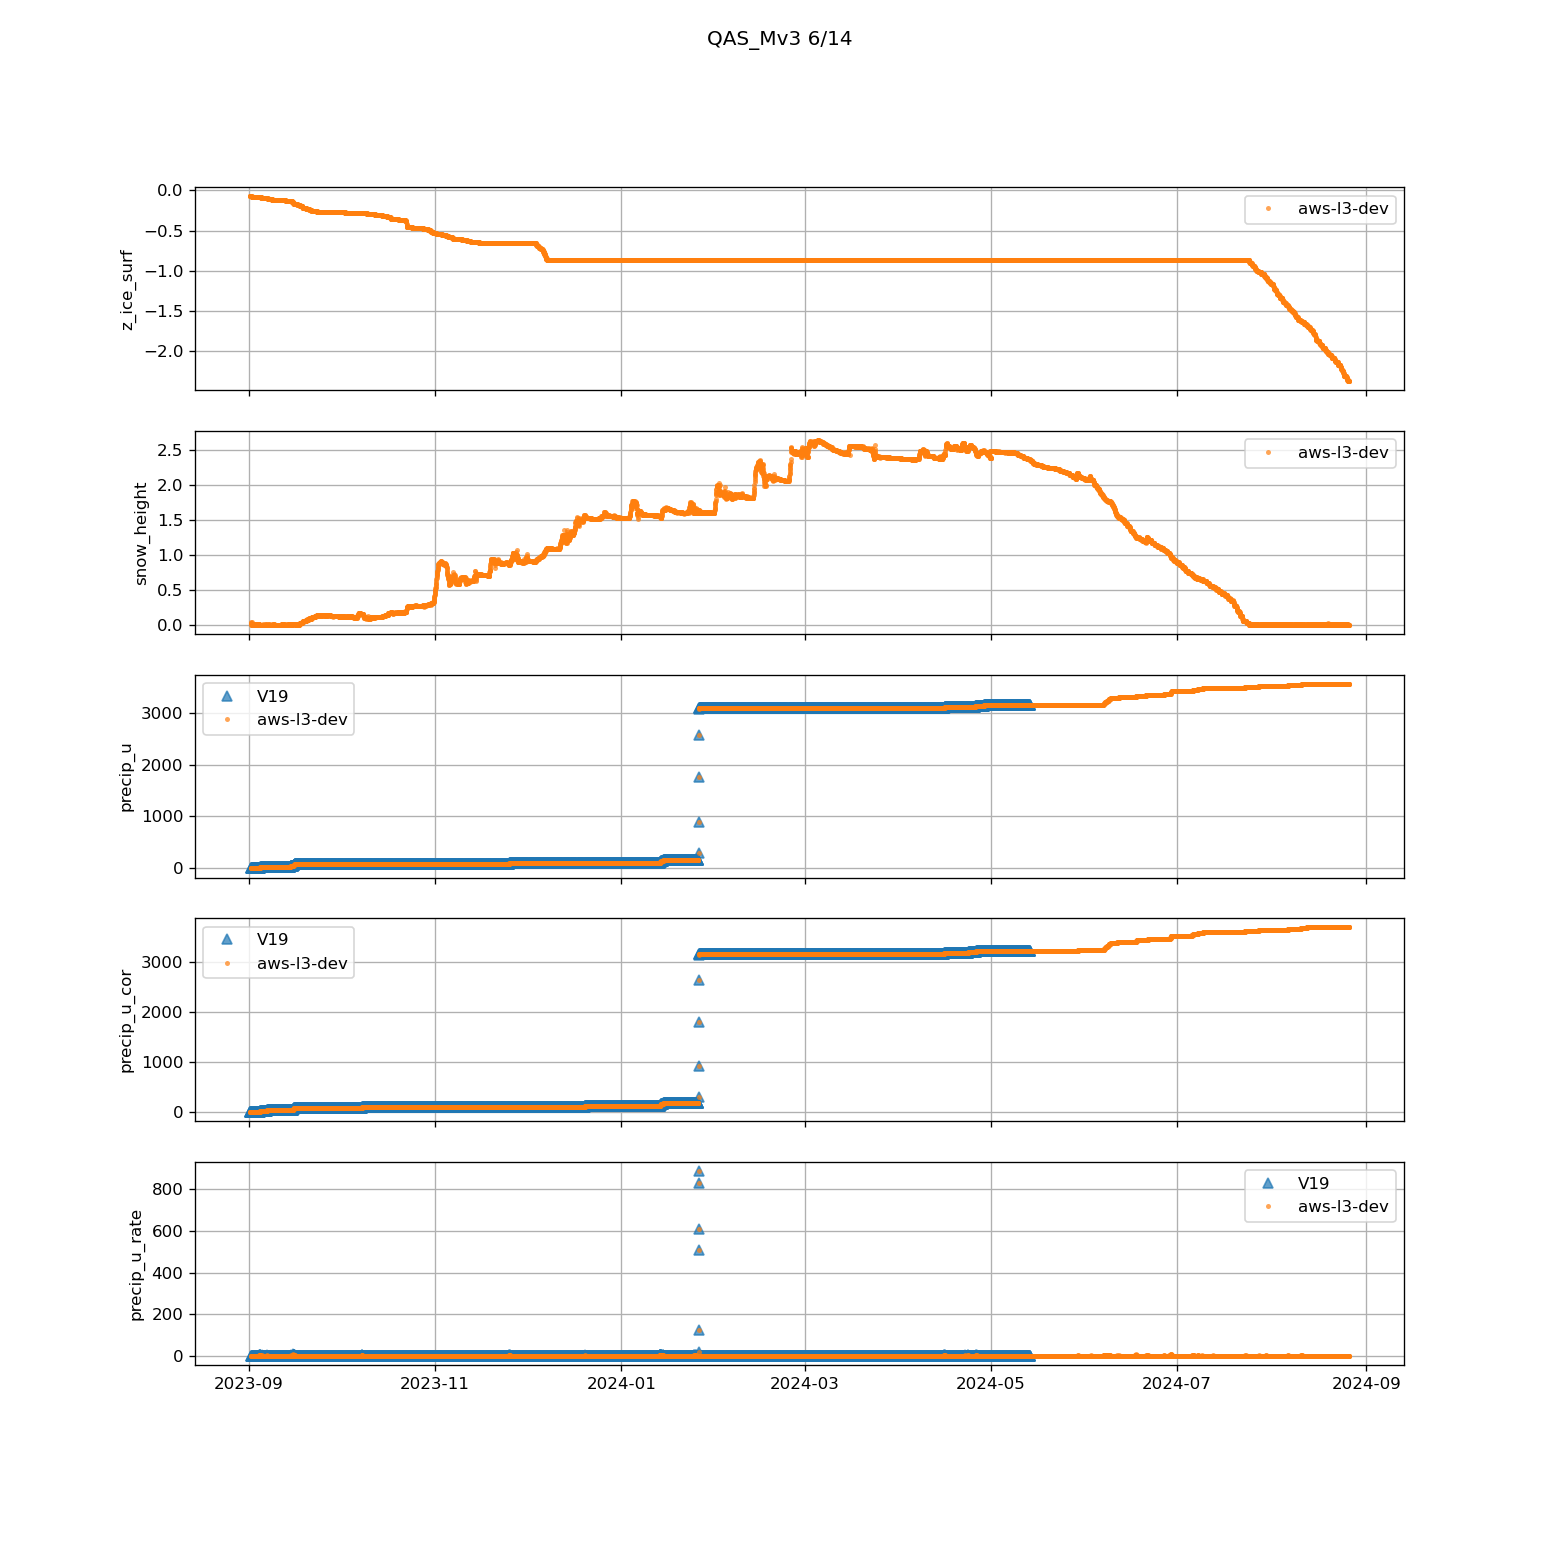 QAS_Mv3 6/14
0.0
−0.5
−1.0
−1.5
−2.0
z_ice_surf
aws-l3-dev
2.5
2.0
1.5
1.0
0.5
0.0
snow_height
aws-l3-dev
3000
2000
1000
0
precip_u
V19
aws-l3-dev
3000
2000
1000
0
precip_u_cor
V19
aws-l3-dev
800
600
400
200
0
precip_u_rate
V19
aws-l3-dev
2023-09 2023-11 2024-01 2024-03 2024-05 2024-07 2024-09